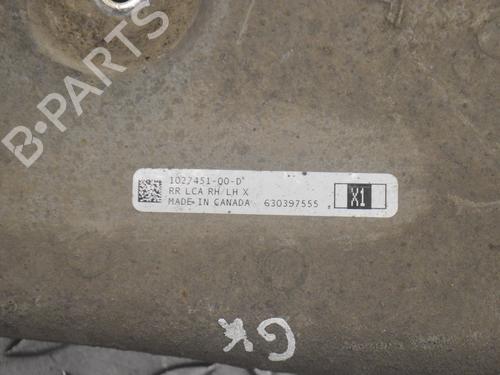 B-PARTS
1027451-00-D
RR LCA RH/LH X
MADE IN CANADA 630397555
X1
GK